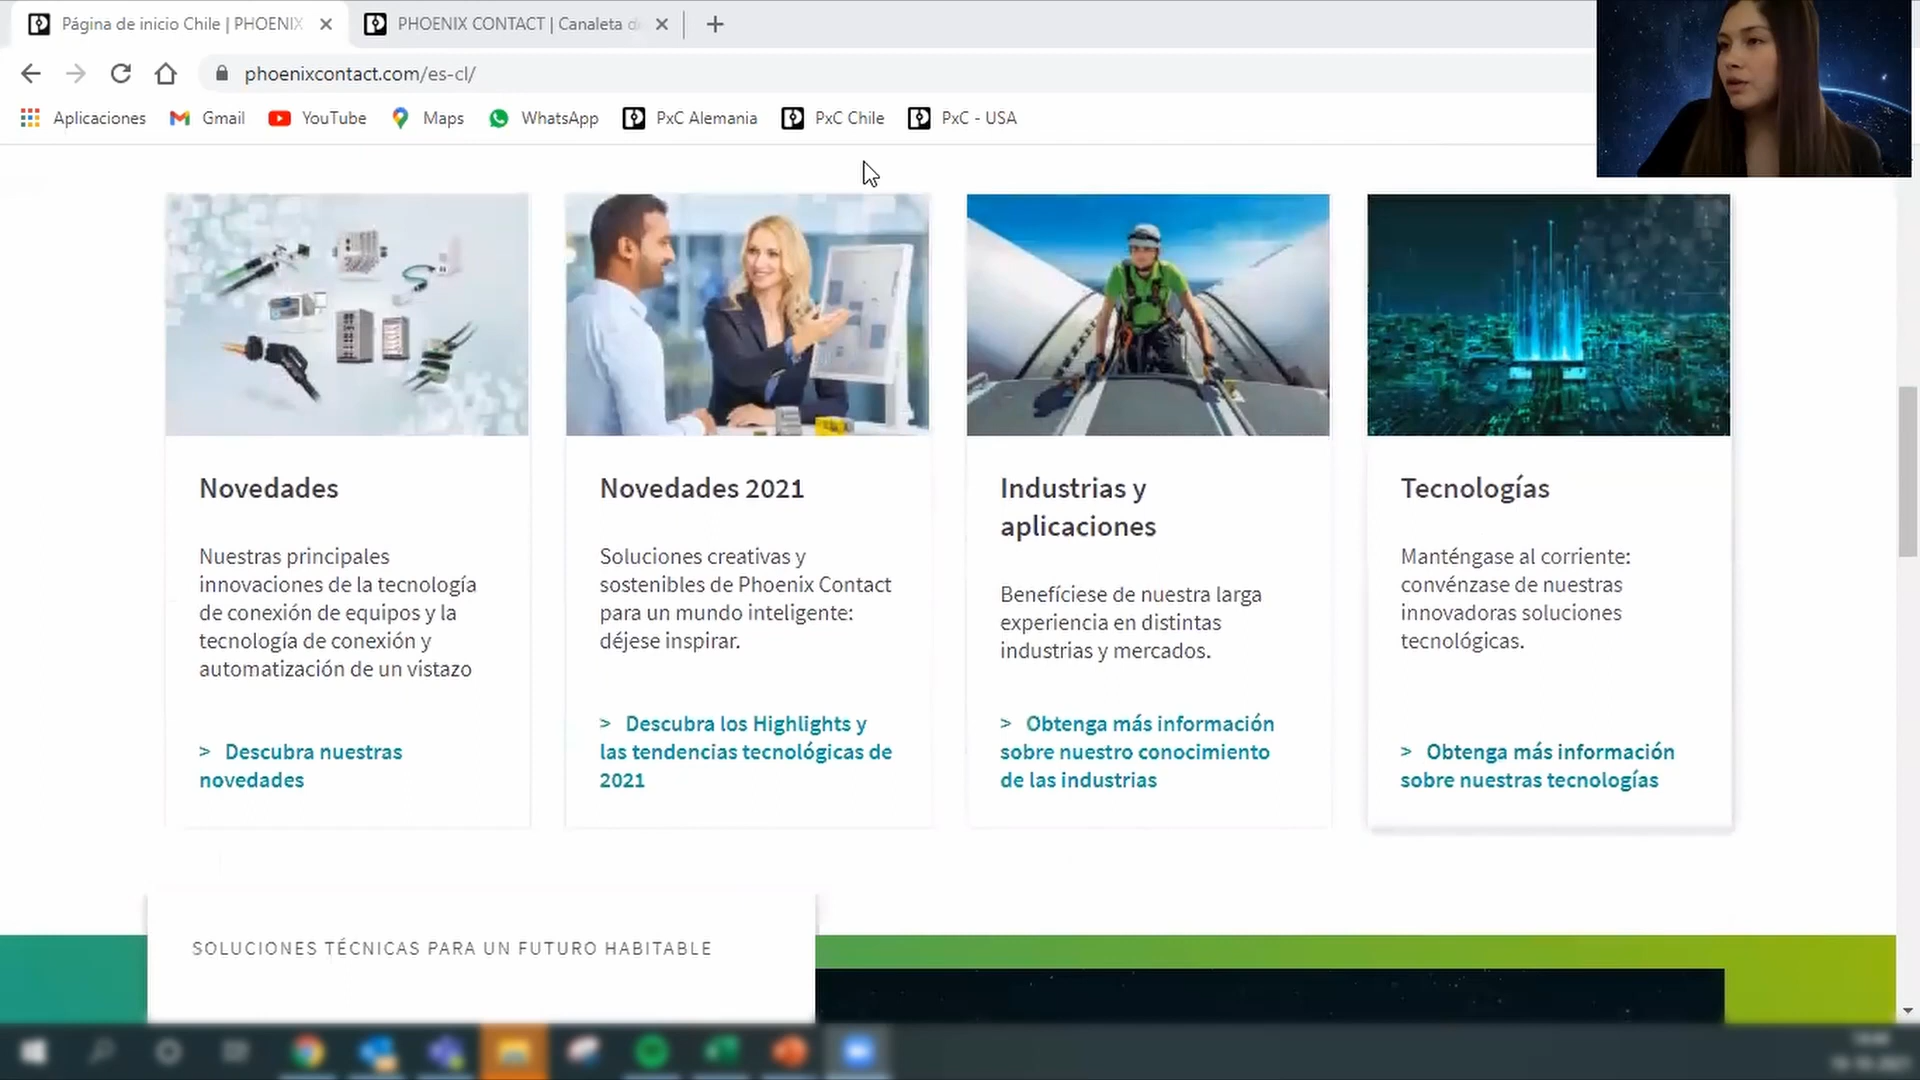 Página de inicio Chile | PHOENIX
PHOENIX CONTACT | Canaleta d
phoenixcontact.com/es-cl/
Aplicaciones
Gmail
YouTube
Maps
WhatsApp
PxC Alemania
PxC Chile
PxC - USA
Novedades
Nuestras principales
innovaciones de la tecnología
de conexión de equipos y la
tecnología de conexión y
automatización de un vistazo
> Descubra nuestras
novedades
Novedades 2021
Soluciones creativas y
sostenibles de Phoenix Contact
para un mundo inteligente:
déjese inspirar.
> Descubra los Highlights y
las tendencias tecnológicas de
2021
Industrias y
aplicaciones
Benefíciese de nuestra larga
experiencia en distintas
industrias y mercados.
> Obtenga más información
sobre nuestro conocimiento
de las industrias
Tecnologías
Manténgase al corriente:
convénzase de nuestras
innovadoras soluciones
tecnológicas.
> Obtenga más información
sobre nuestras tecnologías
SOLUCIONES TÉCNICAS PARA UN FUTURO HABITABLE